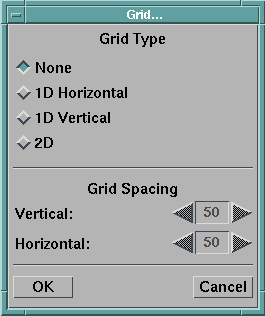 Grid...
Grid Type
None
1D Horizontal
1D Vertical
2D
Grid Spacing
Vertical: 50
Horizontal: 50
OK Cancel